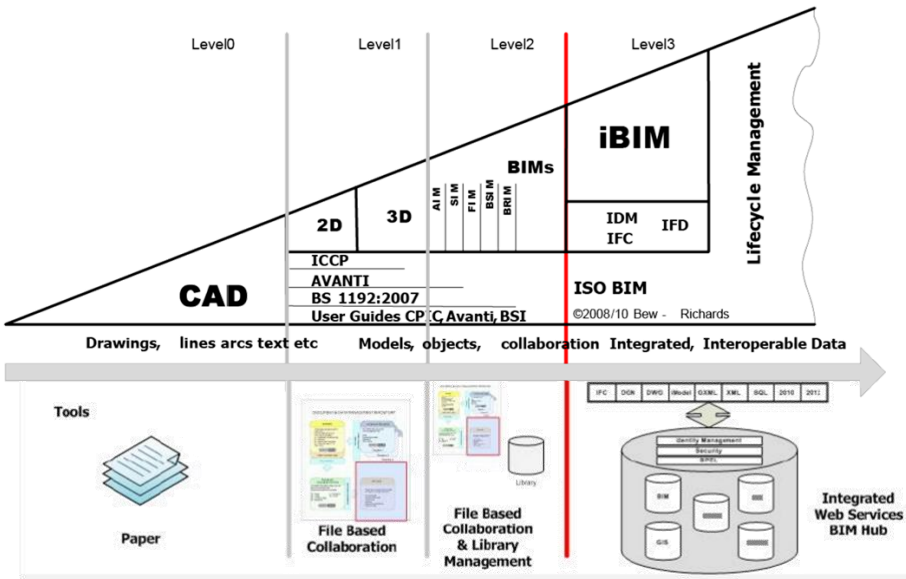 Level0
Level1
Level2
Level3
Lifecycle Management
iBIM
BIMs
AIM
SIM
FIM
BSIM
BRIM
2D
3D
IDM
IFC
IFD
CAD
ICCP
AVANTI
BS 1192:2007
User Guides CPIC, Avanti, BSI
ISO BIM
©2008/10 Bew - Richards
Drawings, lines arcs text etc
Models, objects, collaboration
Integrated, Interoperable Data
Tools
Paper
File Based
Collaboration
Library
File Based
Collaboration
& Library
Management
IFC DGN DWG iModel GXML XML SQL 2010
Identity Management
Security
BPEL
BIM
GIS
Integrated
Web Services
BIM Hub